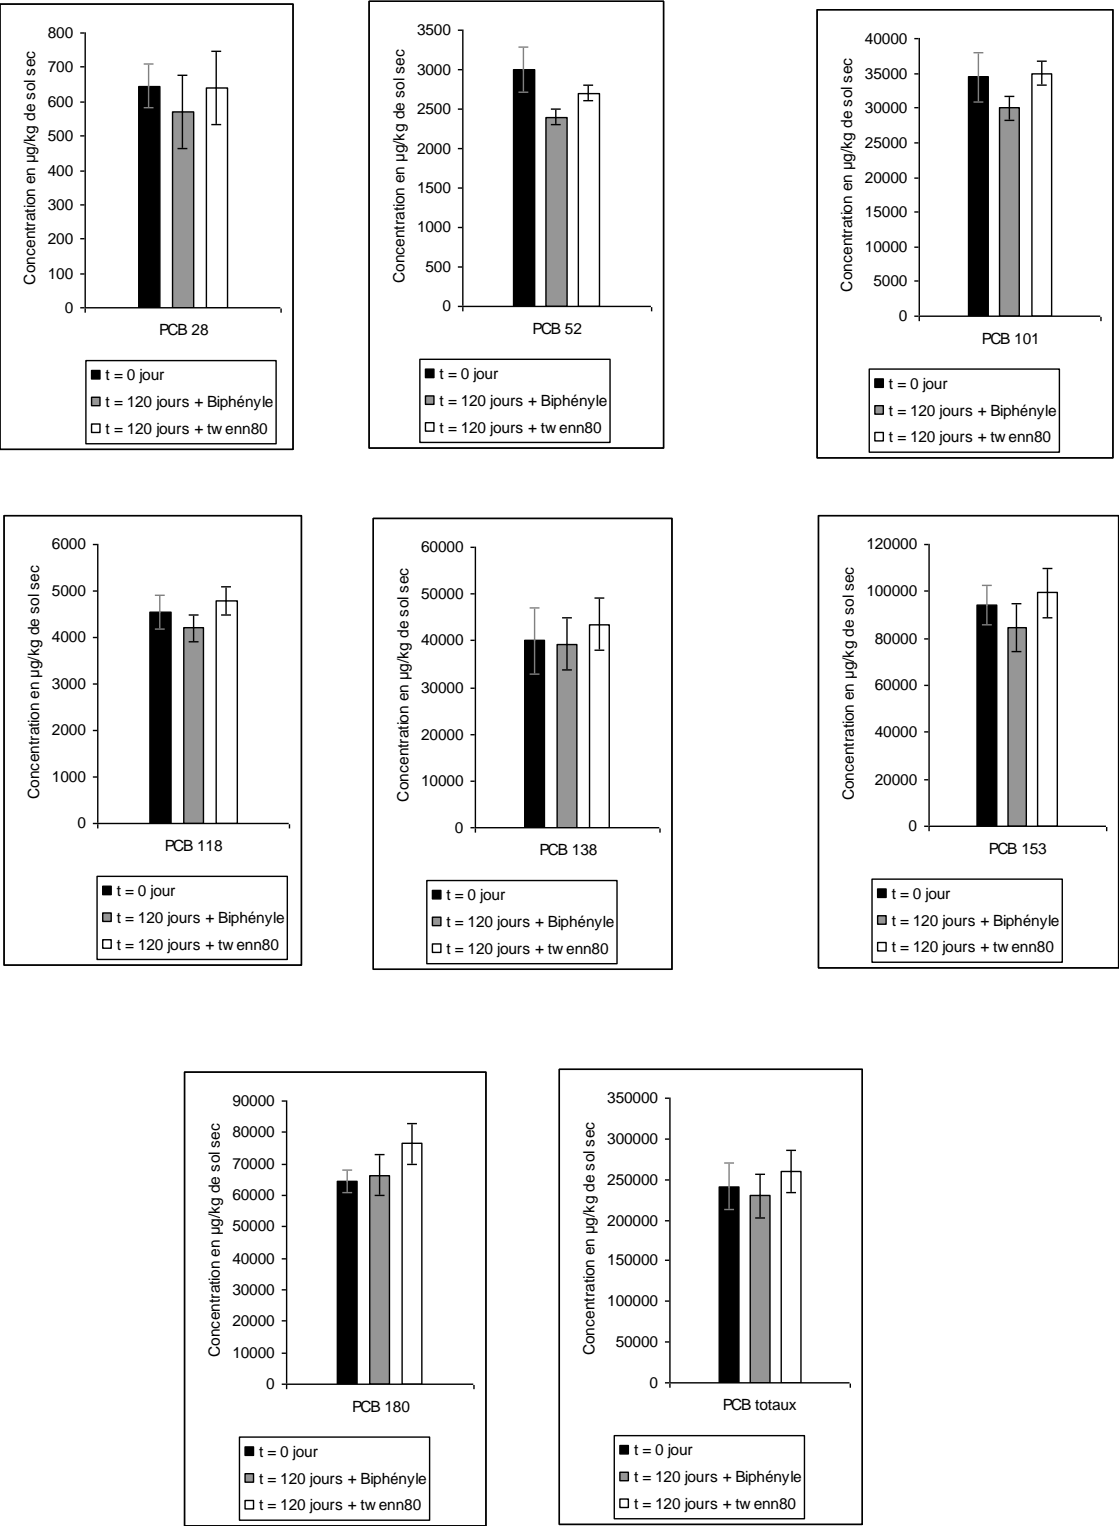 Concentration en µg/kg de sol sec
800
700
600
500
400
300
200
100
0
PCB 28
t = 0 jour
t = 120 jours + Biphényle
t = 120 jours + tw enn80
Concentration en µg/kg de sol sec
3500
3000
2500
2000
1500
1000
500
0
PCB 52
t = 0 jour
t = 120 jours + Biphényle
t = 120 jours + tw enn80
Concentration en µg/kg de sol sec
40000
35000
30000
25000
20000
15000
10000
5000
0
PCB 101
t = 0 jour
t = 120 jours + Biphényle
t = 120 jours + tw enn80
Concentration en µg/kg de sol sec
6000
5000
4000
3000
2000
1000
0
PCB 118
t = 0 jour
t = 120 jours + Biphényle
t = 120 jours + tw enn80
Concentration en µg/kg de sol sec
60000
50000
40000
30000
20000
10000
0
PCB 138
t = 0 jour
t = 120 jours + Biphényle
t = 120 jours + tw enn80
Concentration en µg/kg de sol sec
120000
100000
80000
60000
40000
20000
0
PCB 153
t = 0 jour
t = 120 jours + Biphényle
t = 120 jours + tw enn80
Concentration en µg/kg de sol sec
90000
80000
70000
60000
50000
40000
30000
20000
10000
0
PCB 180
t = 0 jour
t = 120 jours + Biphényle
t = 120 jours + tw enn80
Concentration en µg/kg de sol sec
350000
300000
250000
200000
150000
100000
50000
0
PCB totaux
t = 0 jour
t = 120 jours + Biphényle
t = 120 jours + tw enn80